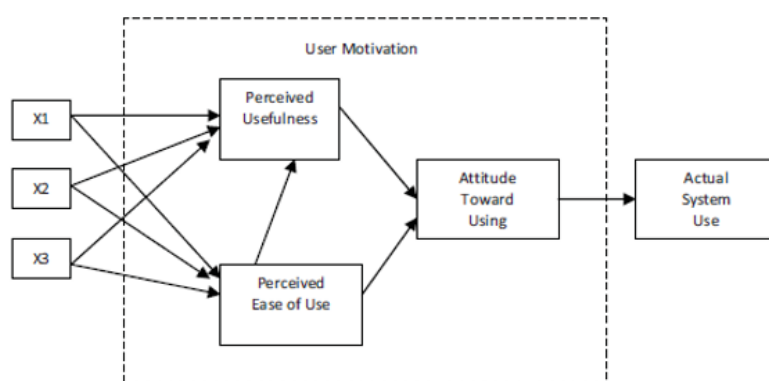 User Motivation
X1
X2
X3
Perceived
Usefulness
Perceived
Ease of Use
Attitude
Toward
Using
Actual
System
Use